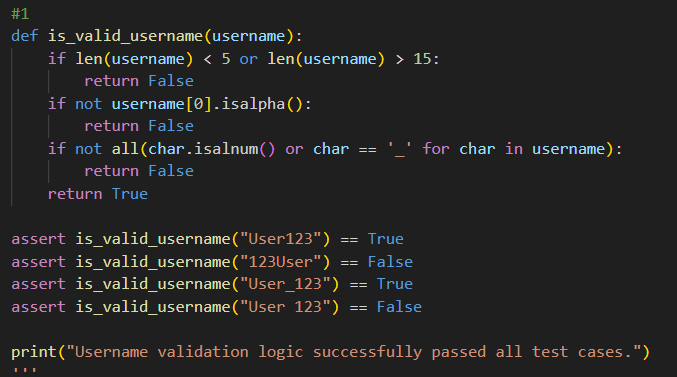 #1
def is_valid_username(username):
    if len(username) < 5 or len(username) > 15:
        return False
    if not username[0].isalpha():
        return False
    if not all(char.isalnum() or char == '_' for char in username):
        return False
    return True

assert is_valid_username("User123") == True
assert is_valid_username("123User") == False
assert is_valid_username("User_123") == True
assert is_valid_username("User 123") == False

print("Username validation logic successfully passed all test cases.")
'''